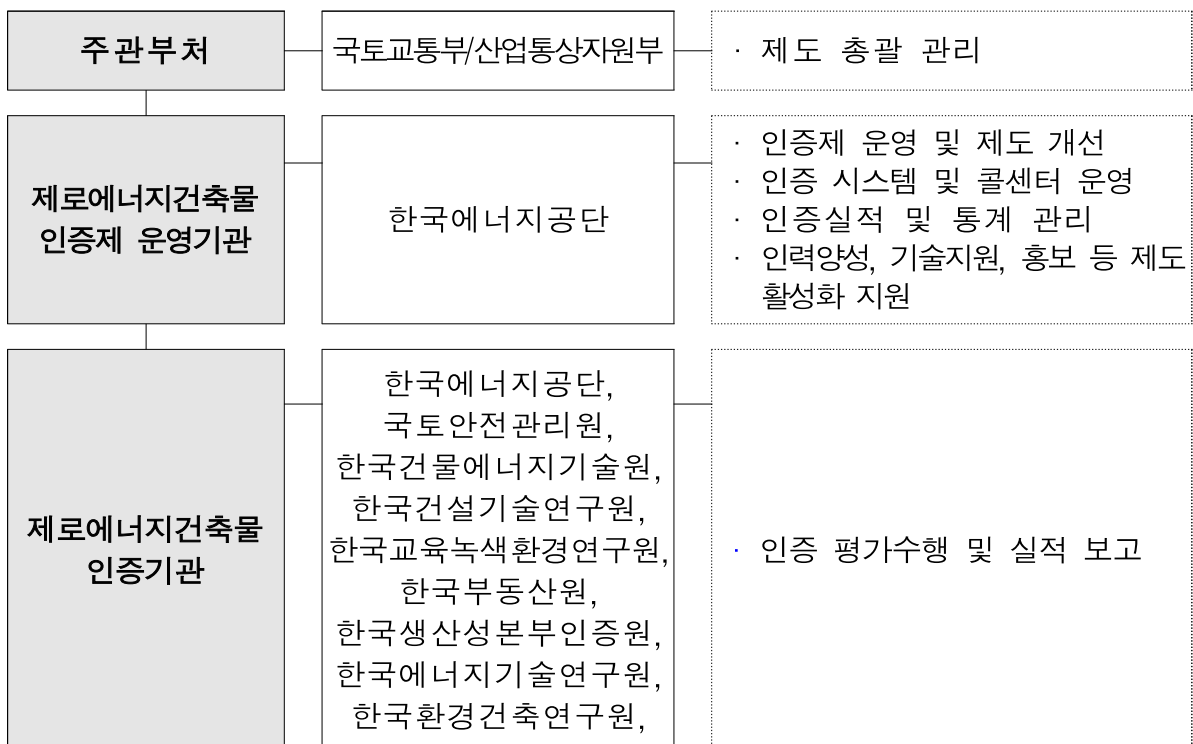 주관부처
국토교통부/산업통상자원부
· 제도 총괄 관리
제로에너지건축물
인증제 운영기관
한국에너지공단
· 인증제 운영 및 제도 개선
· 인증 시스템 및 콜센터 운영
· 인증실적 및 통계 관리
· 인력양성, 기술지원, 홍보 등 제도
활성화 지원
제로에너지건축물
인증기관
한국에너지공단,
국토안전관리원,
한국건물에너지기술원,
한국건설기술연구원,
한국교육녹색환경연구원,
한국부동산원,
한국생산성본부인증원,
한국에너지기술연구원,
한국환경건축연구원,
· 인증 평가수행 및 실적 보고